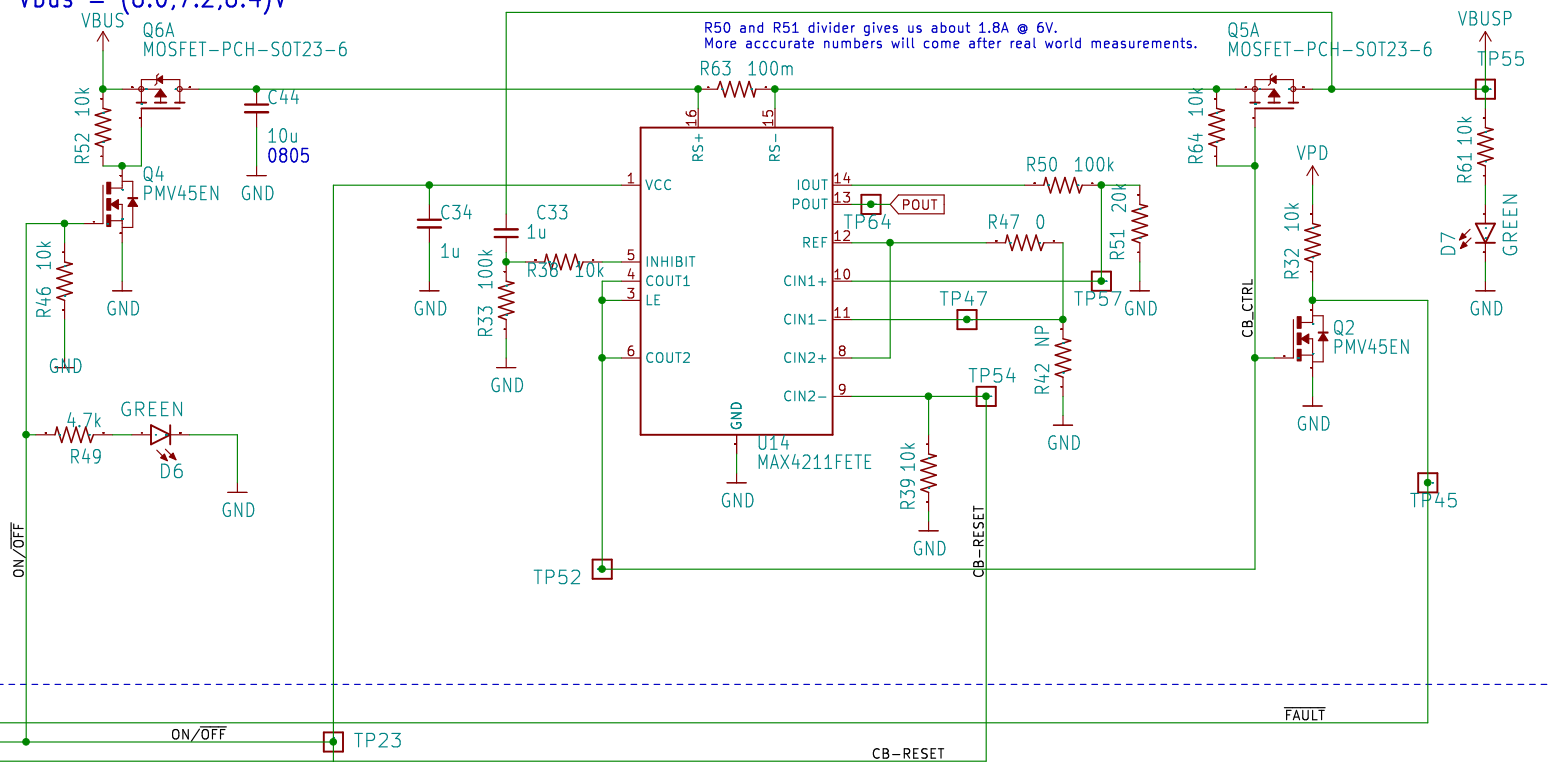 Vbus = (6.0,7.2,8.4)V
VBUS
Q6A
MOSFET-PCH-SOT23-6
R50 and R51 divider gives us about 1.8A @ 6V.
More acccurate numbers will come after real world measurements.
Q5A
MOSFET-PCH-SOT23-6
VBUSP
TP55
R63 100m
R52 10k
C44
10u
0805
GND
Q4
PMV45EN
16
RS+
15
RS-
R64 10k
R61 10k
VPD
1 VCC
IOUT 14
POUT 13
TP64
POUT
R50 100k
R51 20k
C34
1u
C33
1u
REF 12
R47 0
R32 10k
D7
GREEN
R46 10k
GND
R38 10k
R33 100k
5 INHIBIT
4 COUT1
3 LE
6 COUT2
CIN1+ 10
TP57
CIN1- 11
TP47
CIN2+ 8
CIN2- 9
TP54
GND
GND
GND
GND
GND
R42 NP
GND
CB_CTRL
Q2
PMV45EN
GND
GREEN
4.7k
R49
D6
GND
GND
U14
MAX4211FETE
GND
R39 10k
GND
TP45
ON/OFF
TP52
CB-RESET
FAULT
ON/OFF
TP23
CB-RESET